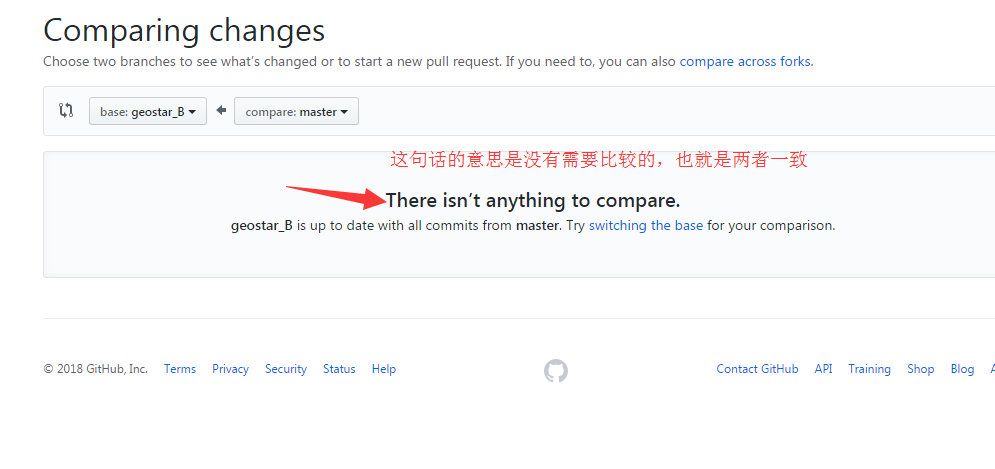 Comparing changes
Choose two branches to see what's changed or to start a new pull request. If you need to, you can also compare across forks.
base: geostar_B compare: master
这句话的意思是没有需要比较的，也就是两者一致
There isn't anything to compare.
geostar_B is up to date with all commits from master. Try switching the base for your comparison.
© 2018 GitHub, Inc. Terms Privacy Security Status Help Contact GitHub API Training Shop Blog